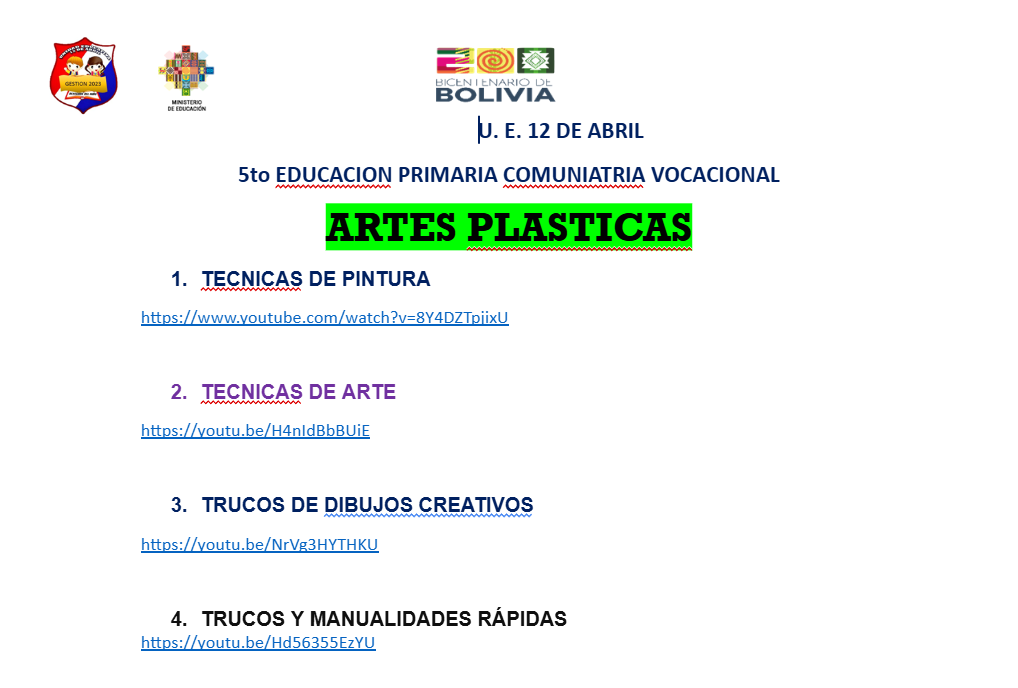 GESTION 2023
MINISTERIO
DE EDUCACIÓN
BICENTENARIO DE
BOLIVIA
U. E. 12 DE ABRIL
5to EDUCACION PRIMARIA COMUNIATRIA VOCACIONAL
ARTES PLASTICAS
1. TECNICAS DE PINTURA
https://www.youtube.com/watch?v=8Y4DZTpjixU
2. TECNICAS DE ARTE
https://youtu.be/H4nIdBbBUiE
3. TRUCOS DE DIBUJOS CREATIVOS
https://youtu.be/NrVg3HYTHKU
4. TRUCOS Y MANUALIDADES RÁPIDAS
https://youtu.be/Hd56355EzYU